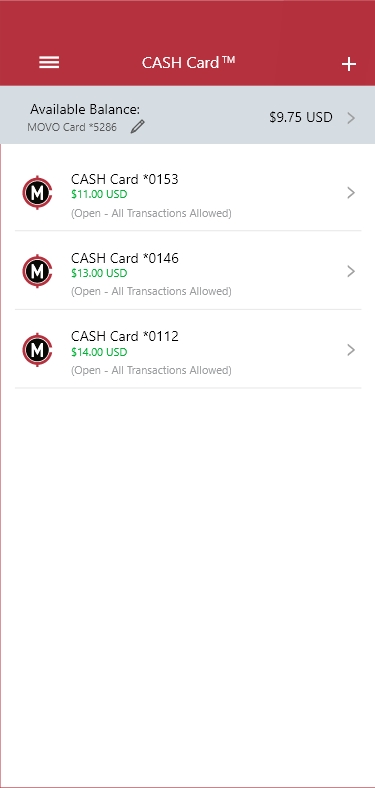 CASH Card™
Available Balance:
MOVO Card *5286
$9.75 USD
CASH Card *0153
$11.00 USD
(Open - All Transactions Allowed)
M
CASH Card *0146
$13.00 USD
(Open - All Transactions Allowed)
M
CASH Card *0112
$14.00 USD
(Open - All Transactions Allowed)
M